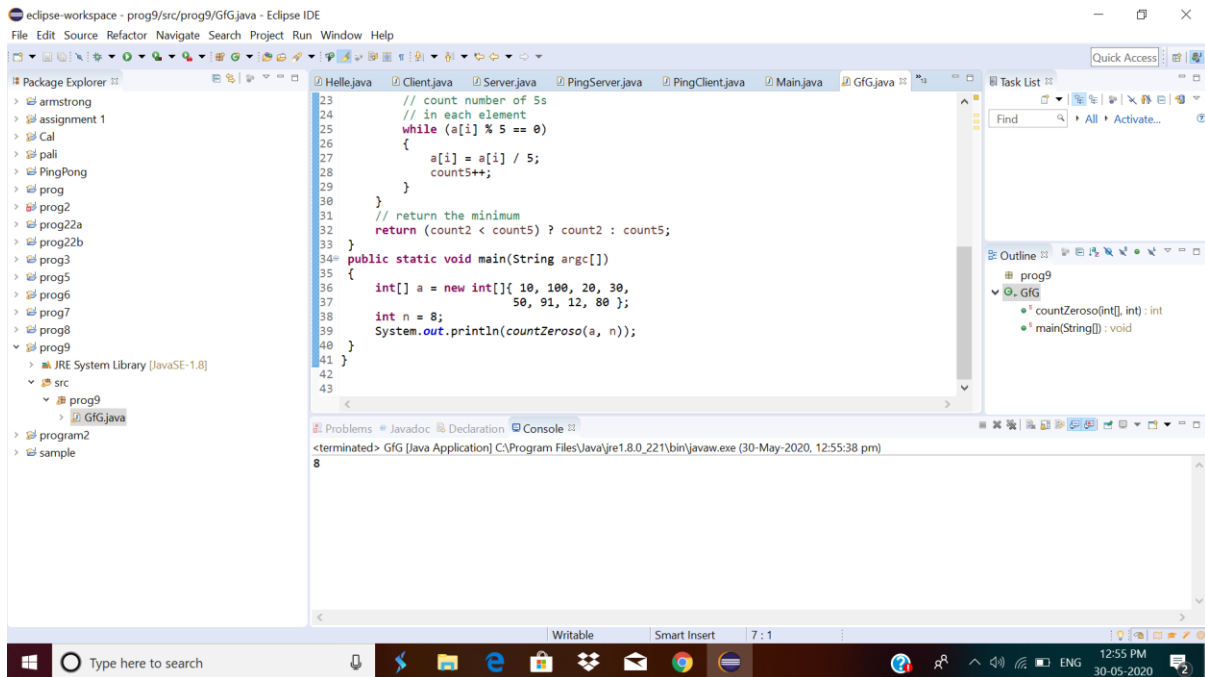 eclipse-workspace - prog9/src/prog9/GfG.java - Eclipse IDE
File Edit Source Refactor Navigate Search Project Run Window Help
Quick Access
Package Explorer
armstrong
assignment 1
Cal
pali
PingPong
prog
prog2
prog22a
prog22b
prog3
prog5
prog6
prog7
prog8
prog9
JRE System Library [JavaSE-1.8]
src
prog9
GfG.java
program2
sample
Helle.java Client.java Server.java PingServer.java PingClient.java Main.java GfG.java »13
23 // count number of 5s
24 // in each element
25 while (a[i] % 5 == 0)
26 {
27 a[i] = a[i] / 5;
28 count5++;
29 }
30 }
31 // return the minimum
32 return (count2 < count5) ? count2 : count5;
33 }
34 public static void main(String argc[])
35 {
36 int[] a = new int[]{ 10, 100, 20, 30,
37 50, 91, 12, 80 };
38 int n = 8;
39 System.out.println(countZeroso(a, n));
40 }
41 }
42
43
Task List
Find All Activate...
Outline
prog9
GfG
countZeroso(int[], int) : int
main(String[]) : void
Problems Javadoc Declaration Console
<terminated> GfG [Java Application] C:\Program Files\Java\jre1.8.0_221\bin\javaw.exe (30-May-2020, 12:55:38 pm)
8
Writable Smart Insert 7 : 1
Type here to search
ENG
12:55 PM
30-05-2020
2